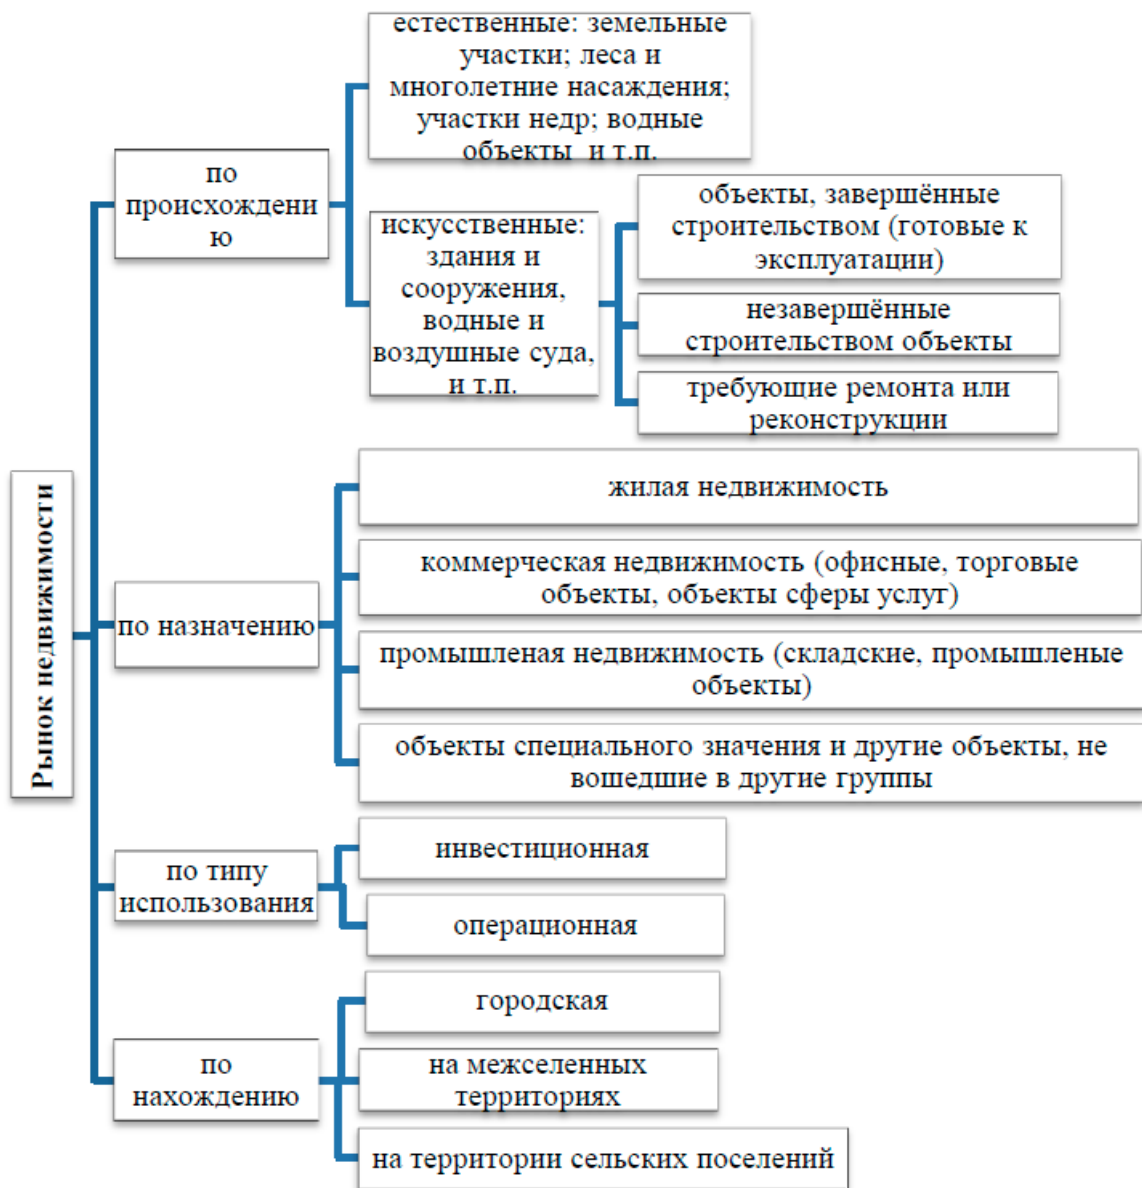 Рынок недвижимости
по
происхождени
ю
естественные: земельные
участки; леса и
многолетние насаждения;
участки недр; водные
объекты и т.п.
искусственные:
здания и
сооружения,
водные и
воздушные суда,
и т.п.
объекты, завершённые
строительством (готовые к
эксплуатации)
незавершённые
строительством объекты
требующие ремонта или
реконструкции
по назначению
жилая недвижимость
коммерческая недвижимость (офисные, торговые
объекты, объекты сферы услуг)
промышленая недвижимость (складские, промышленые
объекты)
объекты специального значения и другие объекты, не
вошедшие в другие группы
по типу
использования
инвестиционная
операционная
по
нахождению
городская
на межселенных
территориях
на территории сельских поселений